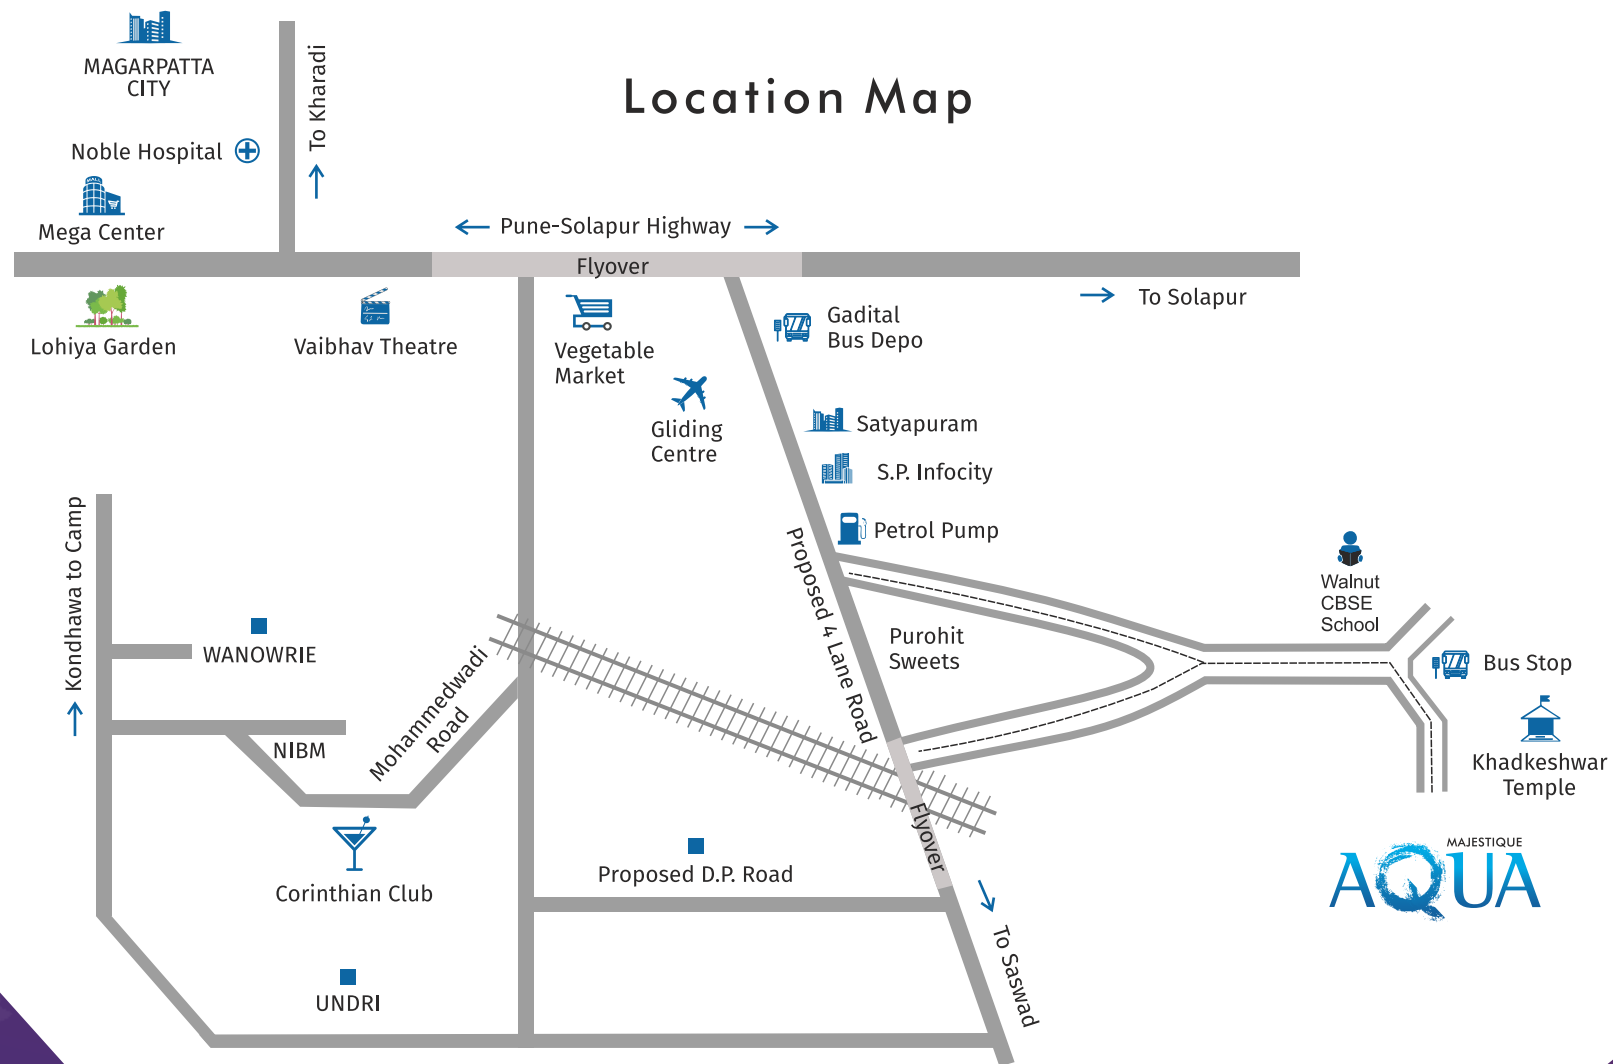 MAGARPATTA
CITY
To Kharadi
Location Map
Noble Hospital
MALL
Mega Center
Pune-Solapur Highway
Flyover
To Solapur
Lohiya Garden
Vaibhav Theatre
Vegetable
Market
Gadital
Bus Depo
Gliding
Centre
Satyapuram
S.P. Infocity
Petrol Pump
Kondhawa to Camp
Proposed 4 Lane Road
Walnut
CBSE
School
WANOWRIE
Purohit
Sweets
Bus Stop
Mohammedwadi
Road
NIBM
Khadkeshwar
Temple
Flyover
MAJESTIQUE
AQUA
Proposed D.P. Road
Corinthian Club
To Saswad
UNDRI